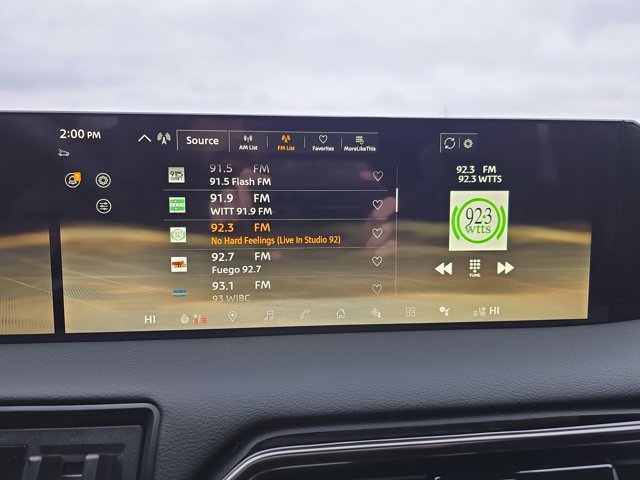 2:00 PM
Source
AM List
FM List
Favorites
MoreLikeThis
91.5 FM
91.5 Flash FM
91.9 FM
WITT 91.9 FM
92.3 FM
No Hard Feelings (Live In Studio 92)
92.7 FM
Fuego 92.7
93.1 FM
93 WIBC
92.3 FM
92.3 WTTS
92.3
wtts
TUNE
HI
HI